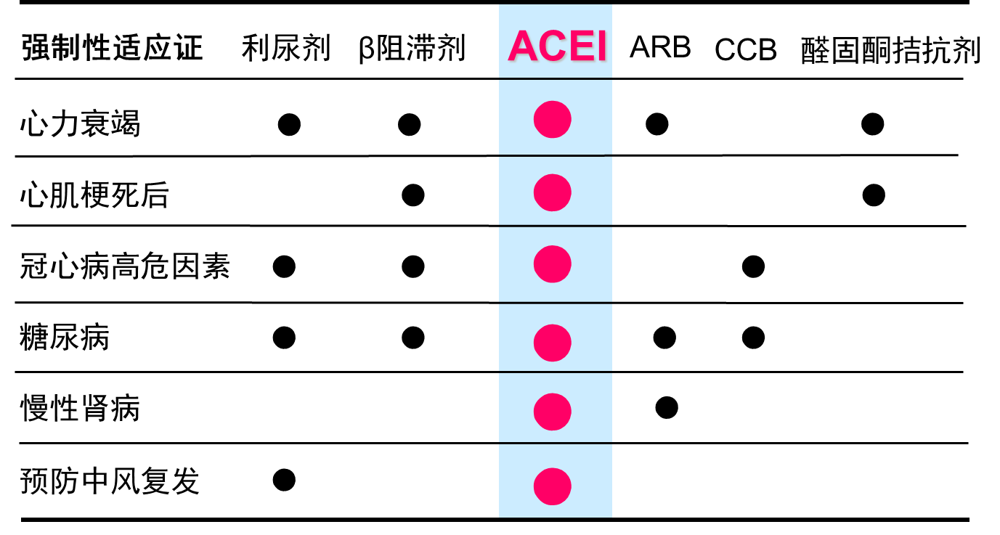 强制性适应证 利尿剂 β阻滞剂 ACEI ARB CCB 醛固酮拮抗剂
心力衰竭 ● ● ● ● ●
心肌梗死后 ● ● ●
冠心病高危因素 ● ● ● ●
糖尿病 ● ● ● ● ●
慢性肾病 ● ●
预防中风复发 ● ●